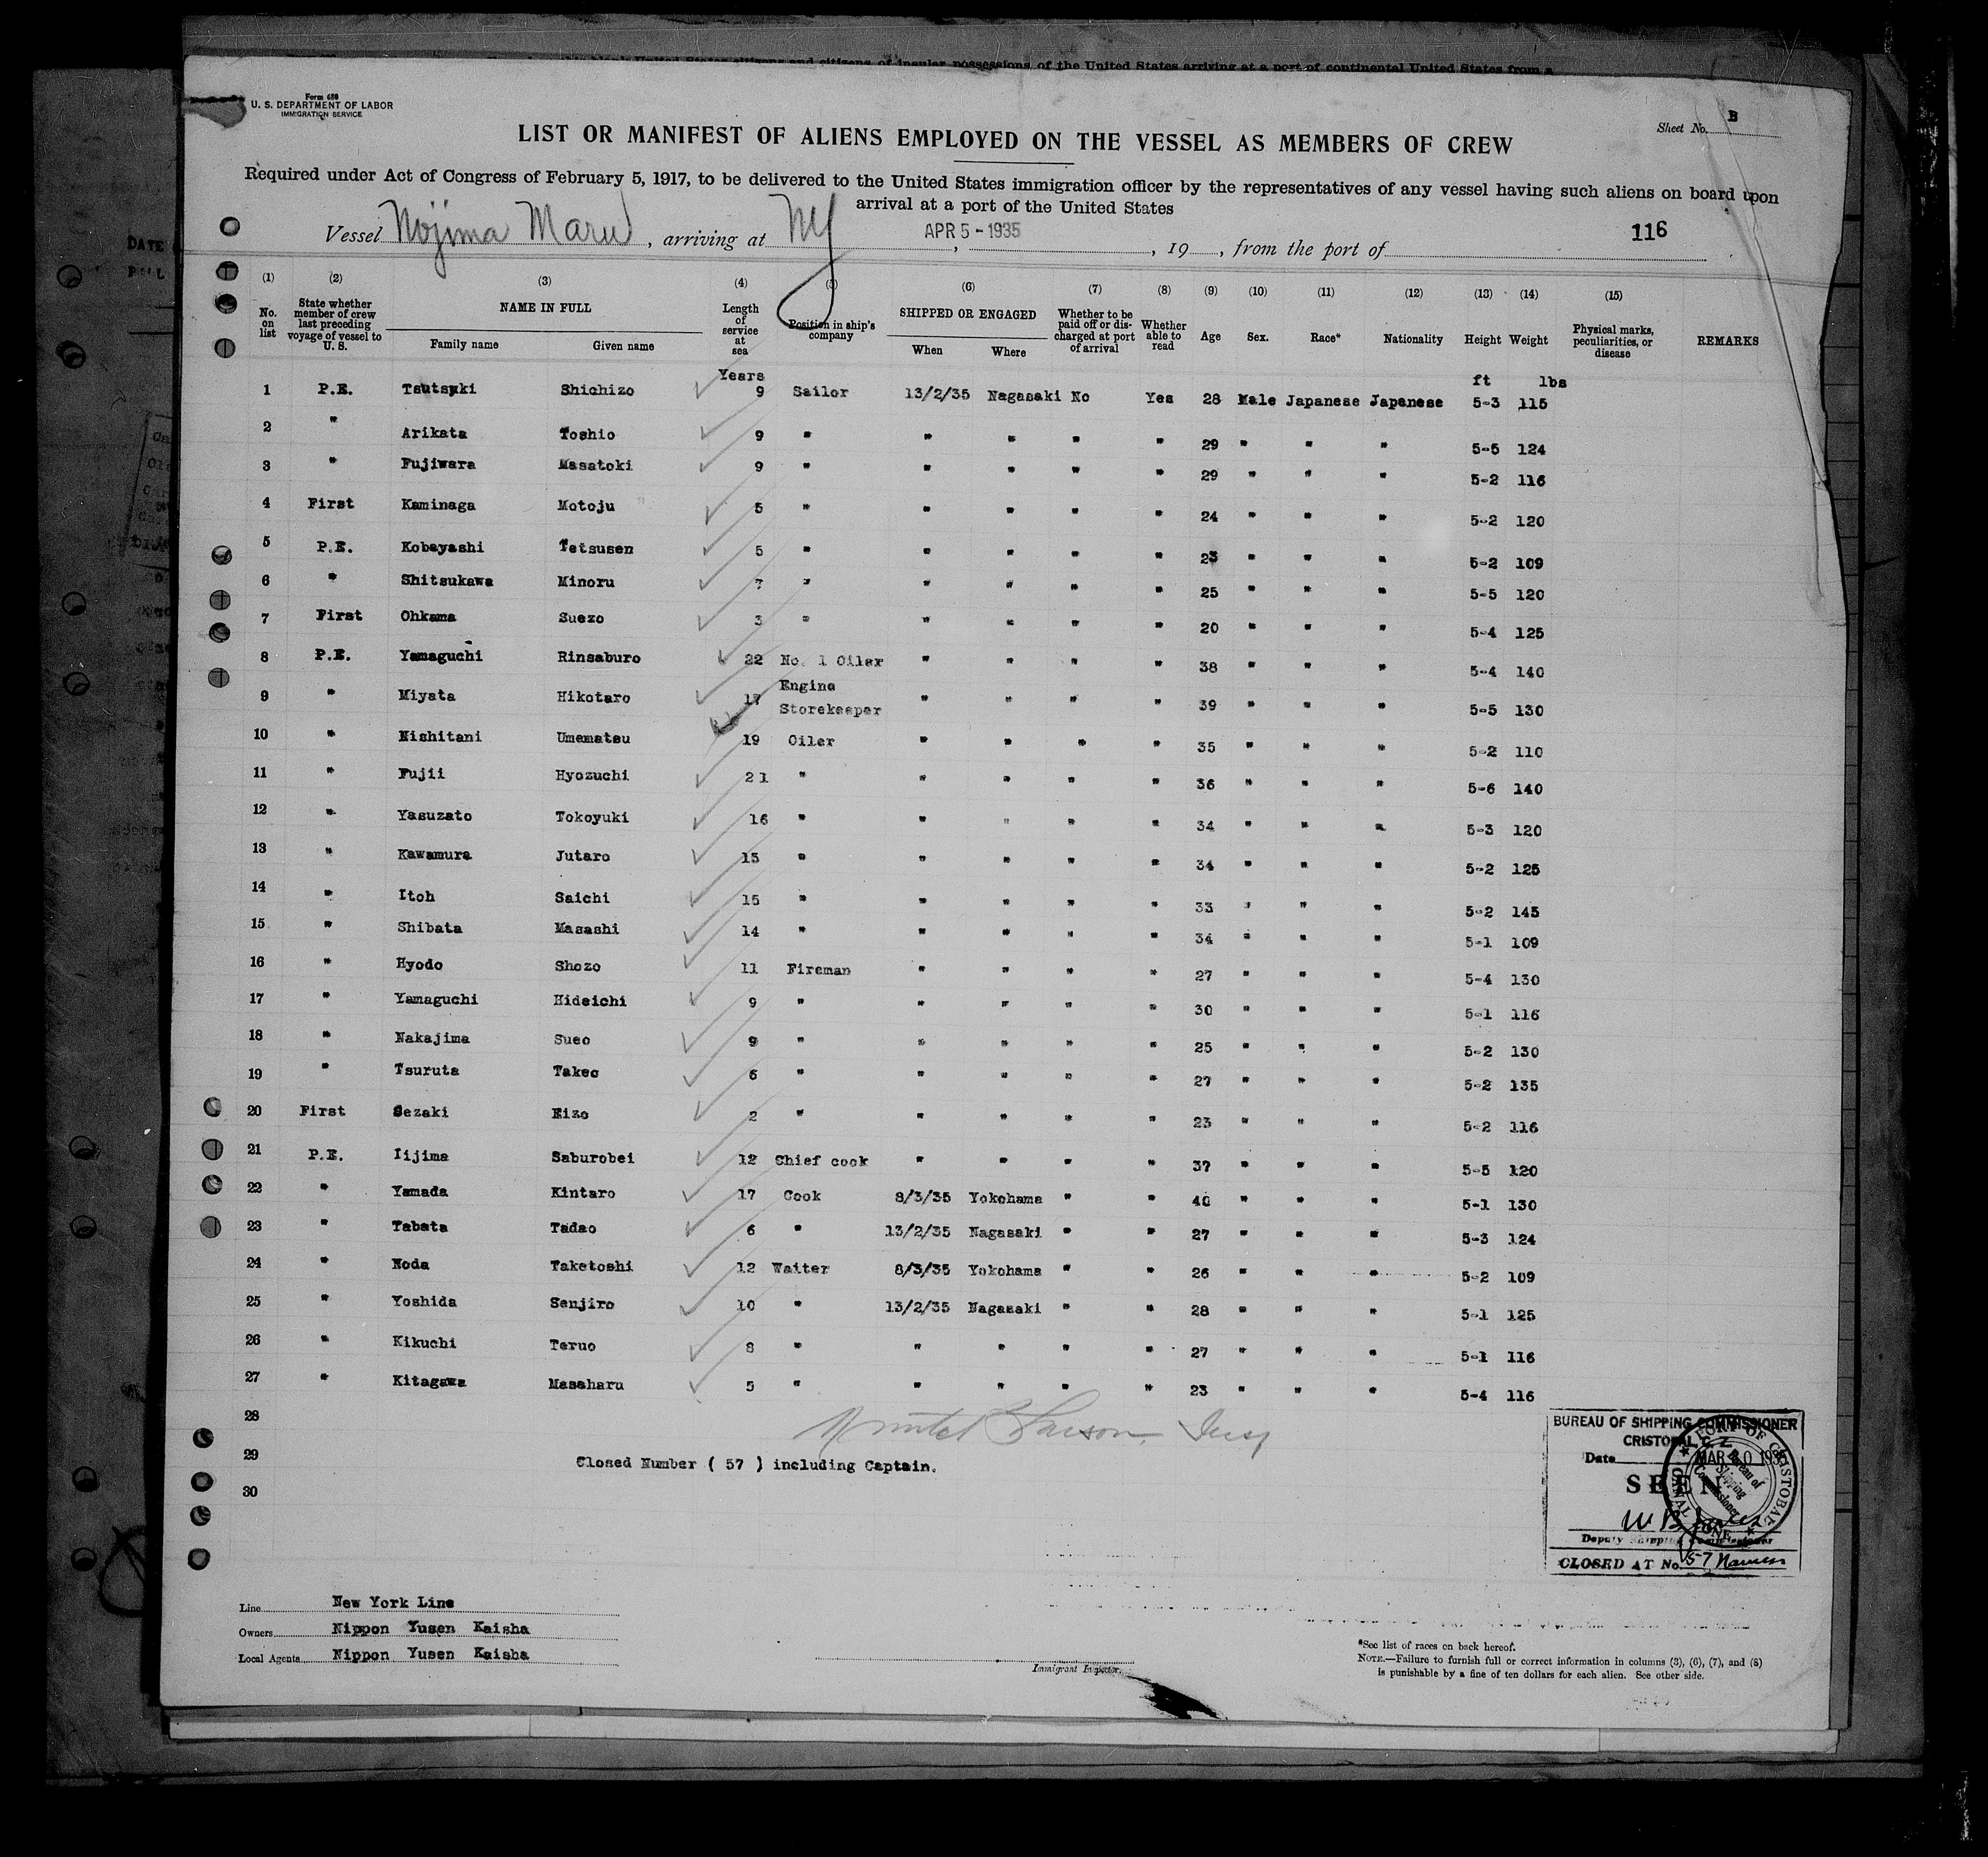 Form 680
U. S. DEPARTMENT OF LABOR
IMMIGRATION SERVICE
Sheet No. B
LIST OR MANIFEST OF ALIENS EMPLOYED ON THE VESSEL AS MEMBERS OF CREW
Required under Act of Congress of February 5, 1917, to be delivered to the United States immigration officer by the representatives of any vessel having such aliens on board upon
arrival at a port of the United States
116
Vessel Nojima Maru, arriving at NY, APR 5 - 1935, 19, from the port of
(1) (2) (3) (4) (5) (6) (7) (8) (9) (10) (11) (12) (13) (14) (15)
No. on list State whether member of crew last preceding voyage of vessel to U. S. NAME IN FULL Family name Given name Length of service at sea Position in ship's company SHIPPED OR ENGAGED When Where Whether to be paid off or discharged at port of arrival Whether able to read Age Sex. Race* Nationality Height Weight Physical marks, peculiarities, or disease REMARKS
Years ft lbs
1 P.E. Tsutsuki Shichizo 9 Sailor 13/2/35 Nagasaki No Yes 28 Male Japanese Japanese 5-3 115
2 " Arikata Toshio 9 " " " " " 29 " " " 5-5 124
3 " Fujiwara Masatoki 9 " " " " " 29 " " " 5-2 116
4 First Kaminaga Motoju 5 " " " " " 24 " " " 5-2 120
5 P.E. Kobayashi Tetsusen 5 " " " " " 23 " " " 5-2 109
6 " Shitsukawa Minoru 7 " " " " " 25 " " " 5-5 120
7 First Ohkama Suezo 3 " " " " " 20 " " " 5-4 125
8 P.E. Yamaguchi Rinsaburo 22 No. 1 Oiler " " " " 38 " " " 5-4 140
9 " Miyata Hikotaro 17 Engine Storekeeper " " " " 39 " " " 5-5 130
10 " Nishitani Umematsu 19 Oiler " " " " 35 " " " 5-2 110
11 " Fujii Hyozuchi 21 " " " " " 36 " " " 5-6 140
12 " Yasuzato Tokoyuki 16 " " " " " 34 " " " 5-3 120
13 " Kawamura Jutaro 15 " " " " " 34 " " " 5-2 125
14 " Itoh Saichi 15 " " " " " 33 " " " 5-2 145
15 " Shibata Masashi 14 " " " " " 34 " " " 5-1 109
16 " Hyodo Shozo 11 Fireman " " " " 27 " " " 5-4 130
17 " Yamaguchi Hideichi 9 " " " " " 30 " " " 5-1 116
18 " Nakajima Sueo 9 " " " " " 25 " " " 5-2 130
19 " Tsuruta Takeo 6 " " " " " 27 " " " 5-2 135
20 First Sezaki Eizo 2 " " " " " 23 " " " 5-2 116
21 P.E. Iijima Saburobei 12 Chief cook " " " " 37 " " " 5-5 120
22 " Yamada Kintaro 17 Cook 8/3/35 Yokohama " " 40 " " " 5-1 130
23 " Tabata Tadao 6 " 13/2/35 Nagasaki " " 27 " " " 5-3 124
24 " Noda Taketoshi 12 Waiter 8/3/35 Yokohama " " 26 " " " 5-2 109
25 " Yoshida Senjiro 10 " 13/2/35 Nagasaki " " 28 " " " 5-1 125
26 " Kikuchi Teruo 8 " " " " " 27 " " " 5-1 116
27 " Kitagawa Masaharu 5 " " " " " 23 " " " 5-4 116
28
29 Closed Number ( 57 ) including Captain.
30
BUREAU OF SHIPPING COMMISSIONER
CRISTOBAL, C. Z.
Date MAR 30 1935
SEEN
Deputy Shipping Commissioner
CLOSED AT No. 57 Names
PORT OF CRISTOBAL
CANAL ZONE
Bureau of Shipping Commissioner
Line New York Line
Owners Nippon Yusen Kaisha
Local Agents Nippon Yusen Kaisha
Immigrant Inspector.
*See list of races on back hereof.
NOTE.—Failure to furnish full or correct information in columns (3), (6), (7), and (8)
is punishable by a fine of ten dollars for each alien. See other side.